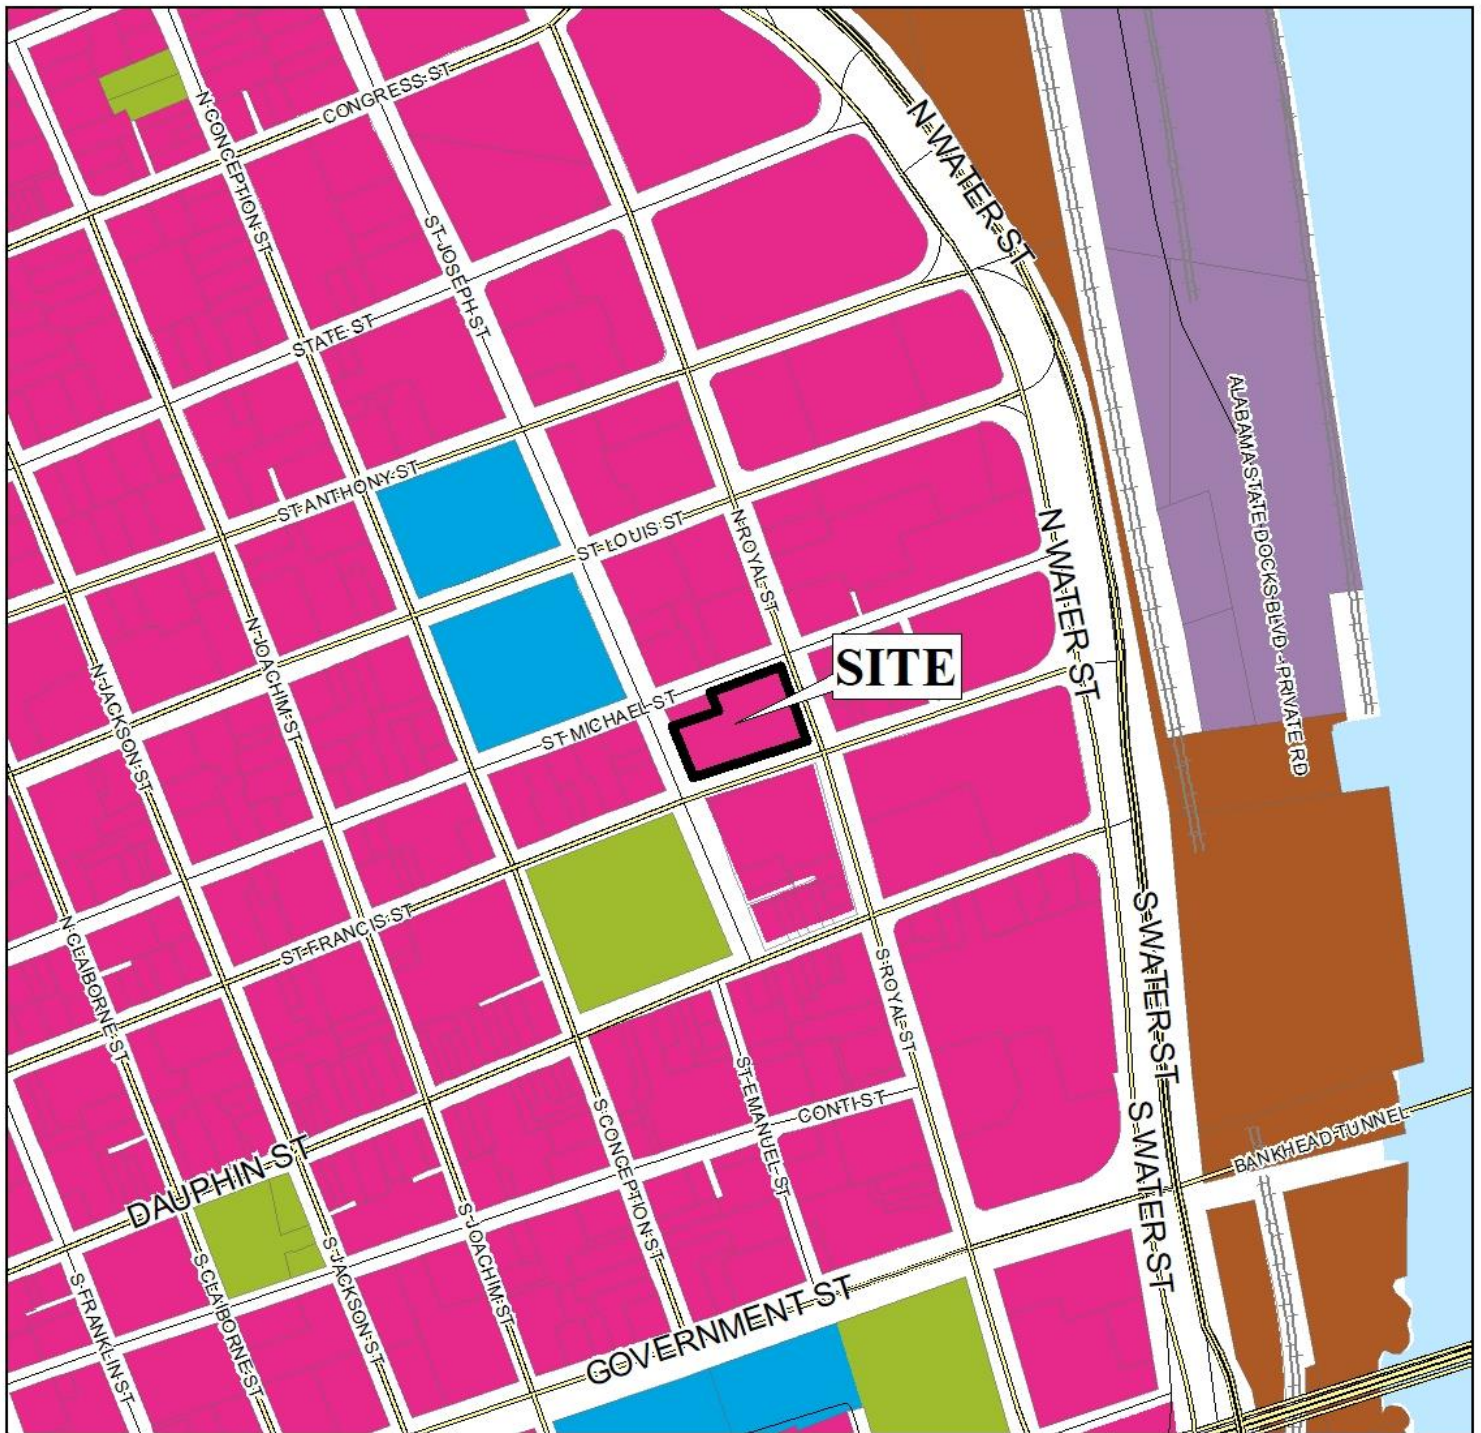 CONGRESS ST
N CONCEPTION ST
N WATER ST
ST JOSEPH ST
STATE ST
ALABAMA STATE DOCKS BLVD - PRIVATE RD
ST ANTHONY ST
ST LOUIS ST
N ROYAL ST
N WATER ST
N JOACHIM ST
SITE
N JACKSON ST
ST MICHAEL ST
N CLAIBORNE ST
ST FRANCIS ST
S WATER ST
S ROYAL ST
ST EMANUEL ST
CONTI ST
S CONCEPTION ST
S WATER ST
BANKHEAD TUNNEL
DAUPHIN ST
S JOACHIM ST
S JACKSON ST
S CLAIBORNE ST
S FRANKLIN ST
GOVERNMENT ST